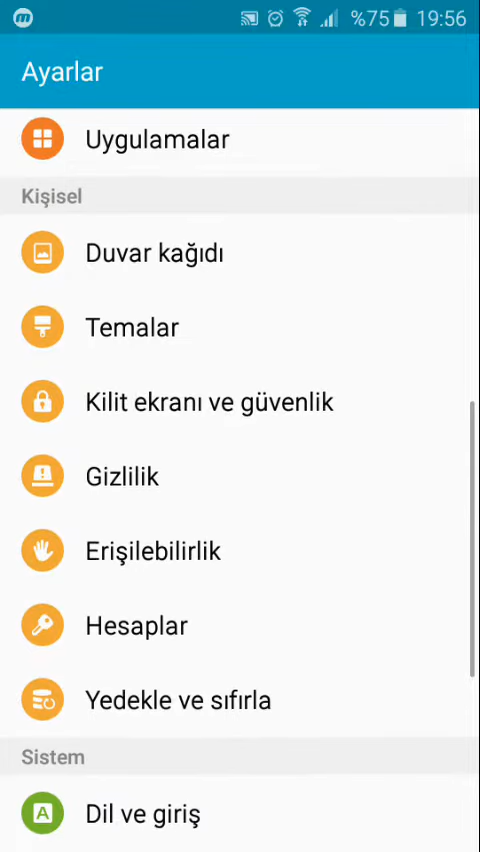 %75 19:56
Ayarlar
Uygulamalar
Kişisel
Duvar kağıdı
Temalar
Kilit ekranı ve güvenlik
Gizlilik
Erişilebilirlik
Hesaplar
Yedekle ve sıfırla
Sistem
A
Dil ve giriş